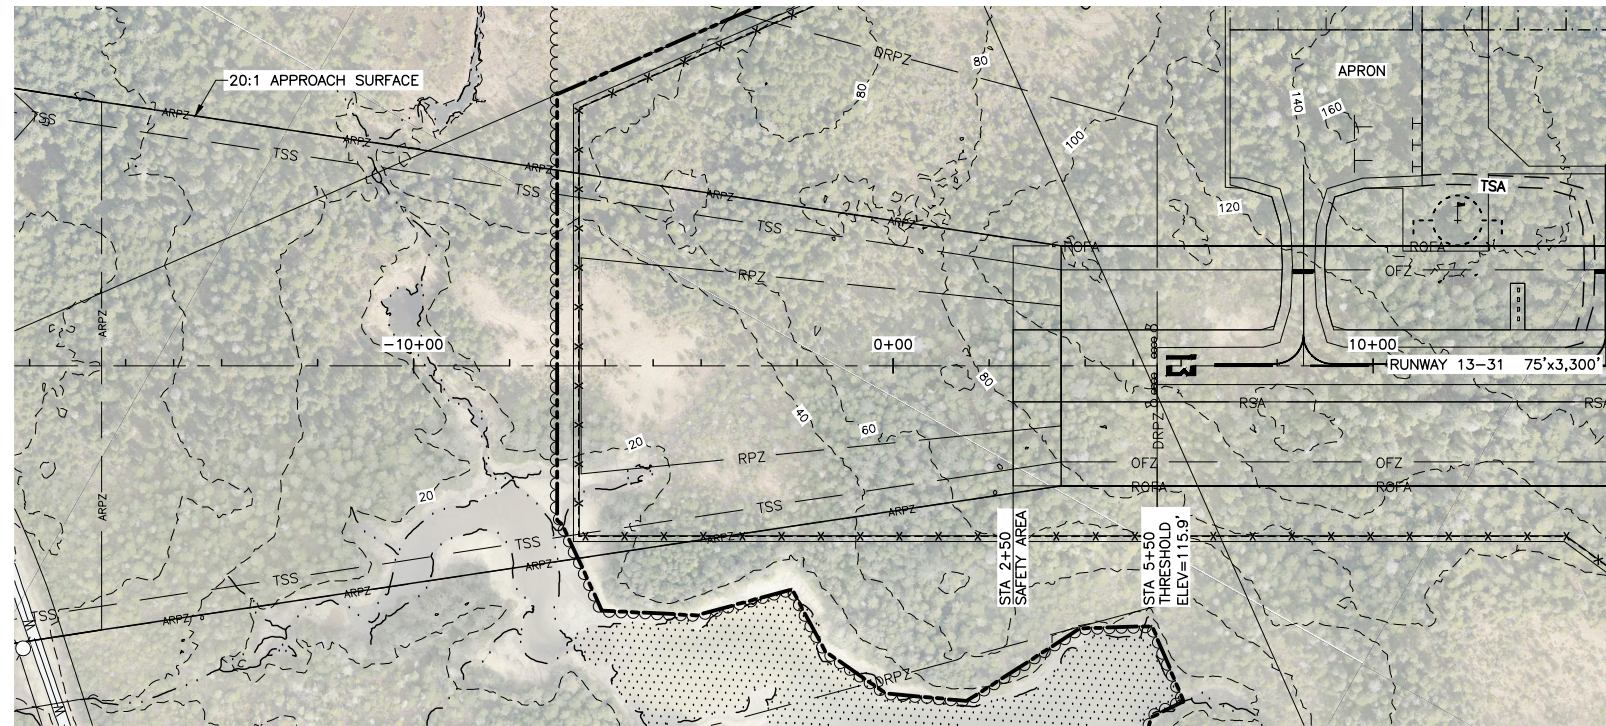 DRPZ
80
80
20:1 APPROACH SURFACE
APRON
140
160
ARPZ
TSS
ARPZ
TSS
100
ARPZ
TSS
ARPZ
TSA
120
TSS
ARPZ
ROFA
ROFA
RPZ
OFZ
ARPZ
-10+00
0+00
10+00
RUNWAY 13-31 75'x3,300'
80
40
RSA
RSA
60
DRPZ
20
RPZ
OFZ
OFZ
20
ROFA
ROFA
ARPZ
TSS
ARPZ
STA 2+50
SAFETY AREA
STA 5+50
THRESHOLD
ELEV=115.9'
ARPZ
TSS
ARPZ
TSS
ARPZ
TSS
ARPZ
DRPZ